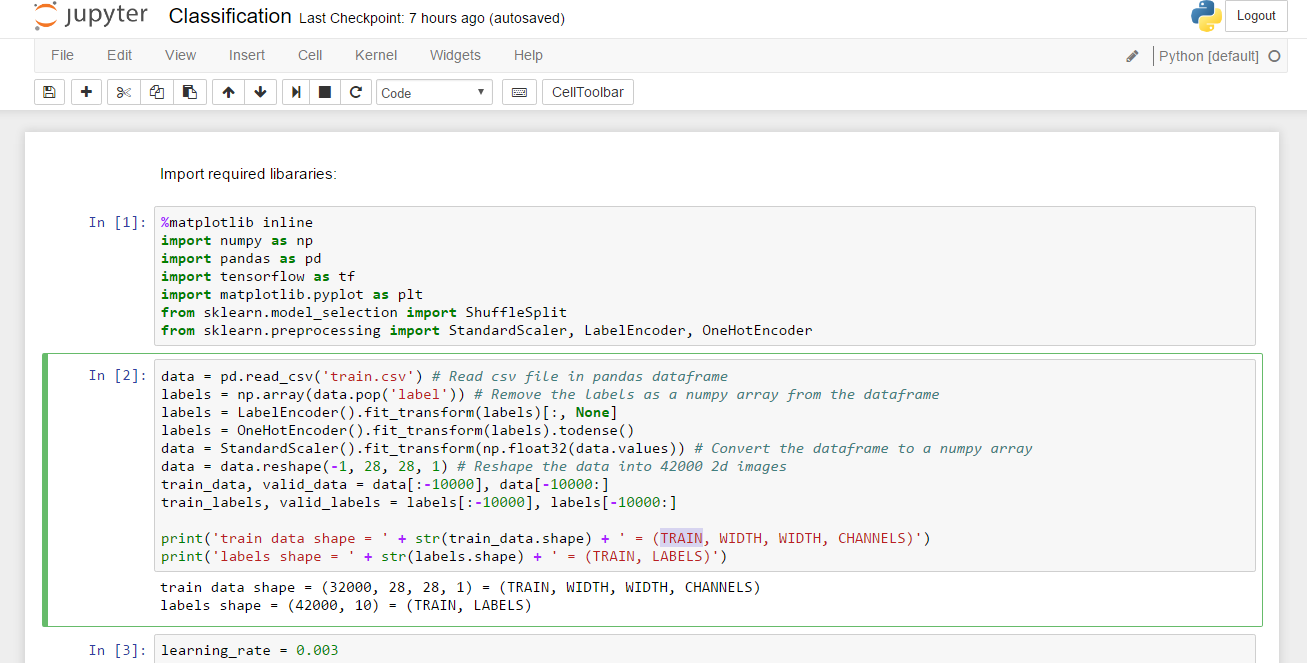 jupyter Classification Last Checkpoint: 7 hours ago (autosaved) Logout
File Edit View Insert Cell Kernel Widgets Help Python [default]
Code CellToolbar
Import required libararies:
In [1]: %matplotlib inline
import numpy as np
import pandas as pd
import tensorflow as tf
import matplotlib.pyplot as plt
from sklearn.model_selection import ShuffleSplit
from sklearn.preprocessing import StandardScaler, LabelEncoder, OneHotEncoder
In [2]: data = pd.read_csv('train.csv') # Read csv file in pandas dataframe
labels = np.array(data.pop('label')) # Remove the labels as a numpy array from the dataframe
labels = LabelEncoder().fit_transform(labels)[:, None]
labels = OneHotEncoder().fit_transform(labels).todense()
data = StandardScaler().fit_transform(np.float32(data.values)) # Convert the dataframe to a numpy array
data = data.reshape(-1, 28, 28, 1) # Reshape the data into 42000 2d images
train_data, valid_data = data[:-10000], data[-10000:]
train_labels, valid_labels = labels[:-10000], labels[-10000:]
print('train data shape = ' + str(train_data.shape) + ' = (TRAIN, WIDTH, WIDTH, CHANNELS)')
print('labels shape = ' + str(labels.shape) + ' = (TRAIN, LABELS)')
train data shape = (32000, 28, 28, 1) = (TRAIN, WIDTH, WIDTH, CHANNELS)
labels shape = (42000, 10) = (TRAIN, LABELS)
In [3]: learning_rate = 0.003